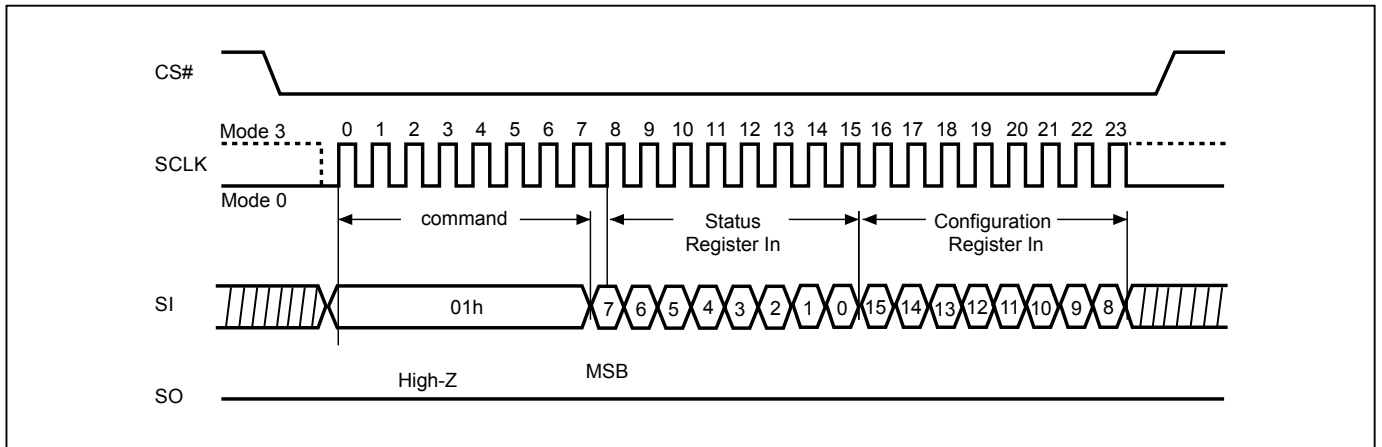 CS#
Mode 3
0 1 2 3 4 5 6 7 8 9 10 11 12 13 14 15 16 17 18 19 20 21 22 23
SCLK
Mode 0
command
Status
Register In
Configuration
Register In
SI
01h
7 6 5 4 3 2 1 0 15 14 13 12 11 10 9 8
High-Z
MSB
SO